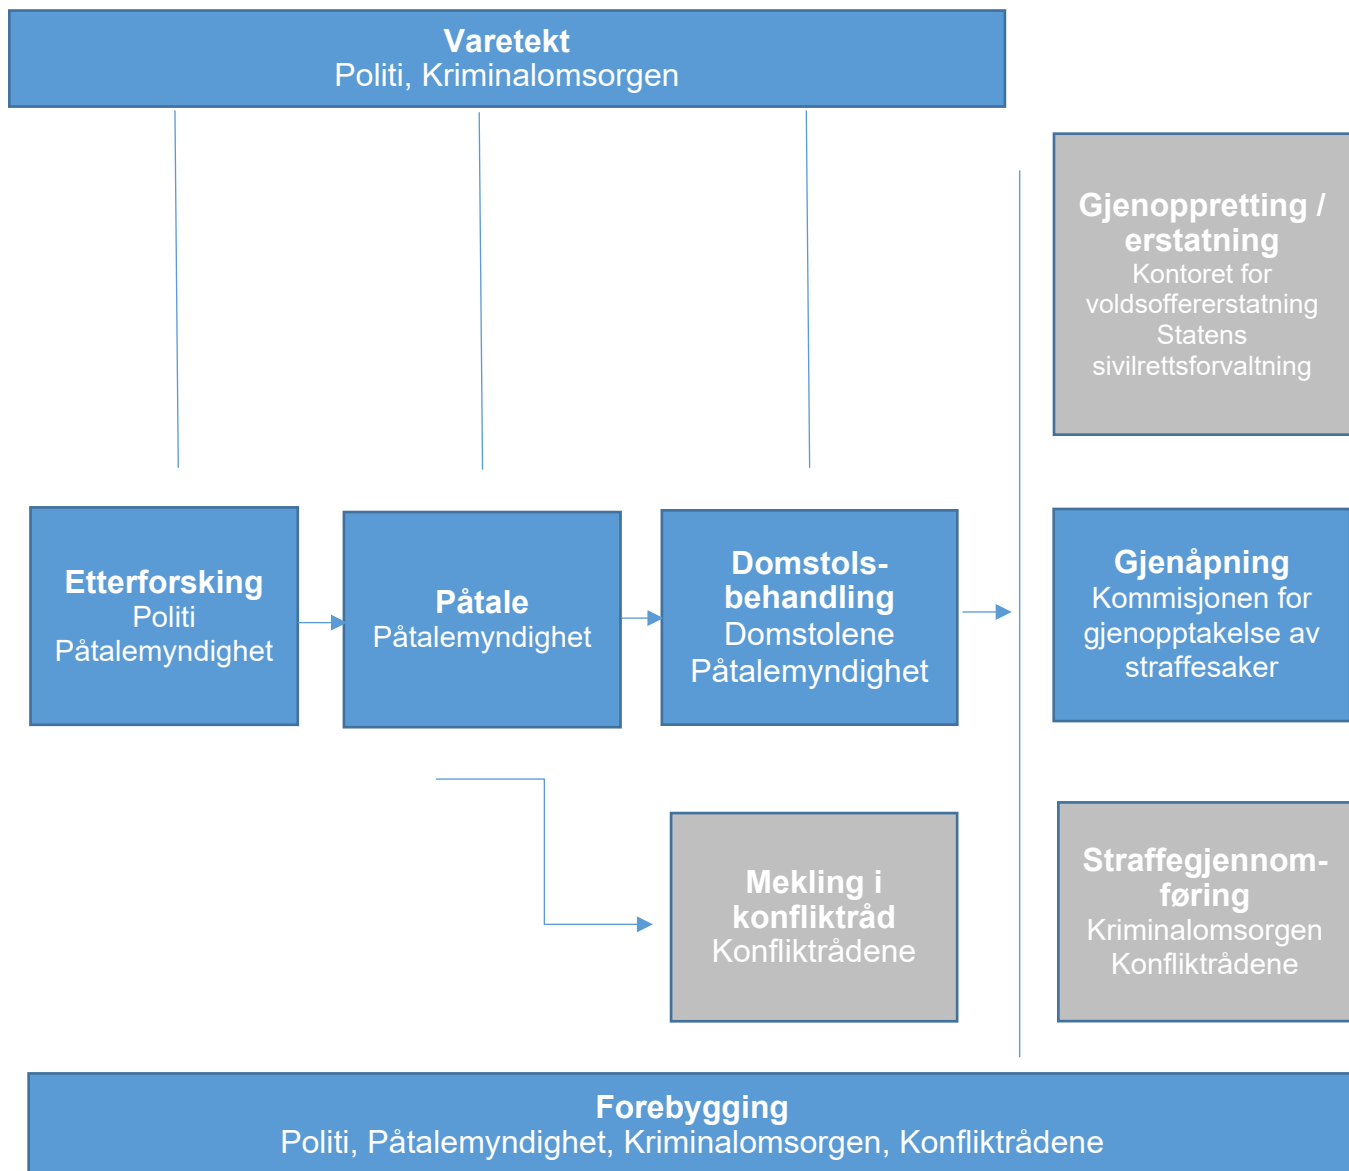 Varetekt
Politi, Kriminalomsorgen
Gjenoppretting /
erstatning
Kontoret for
voldsoffererstatning
Statens
sivilrettsforvaltning
Etterforsking
Politi
Påtalemyndighet
Påtale
Påtalemyndighet
Domstols-
behandling
Domstolene
Påtalemyndighet
Gjenåpning
Kommisjonen for
gjenopptakelse av
straffesaker
Mekling i
konfliktråd
Konfliktrådene
Straffegjennom-
føring
Kriminalomsorgen
Konfliktrådene
Forebygging
Politi, Påtalemyndighet, Kriminalomsorgen, Konfliktrådene